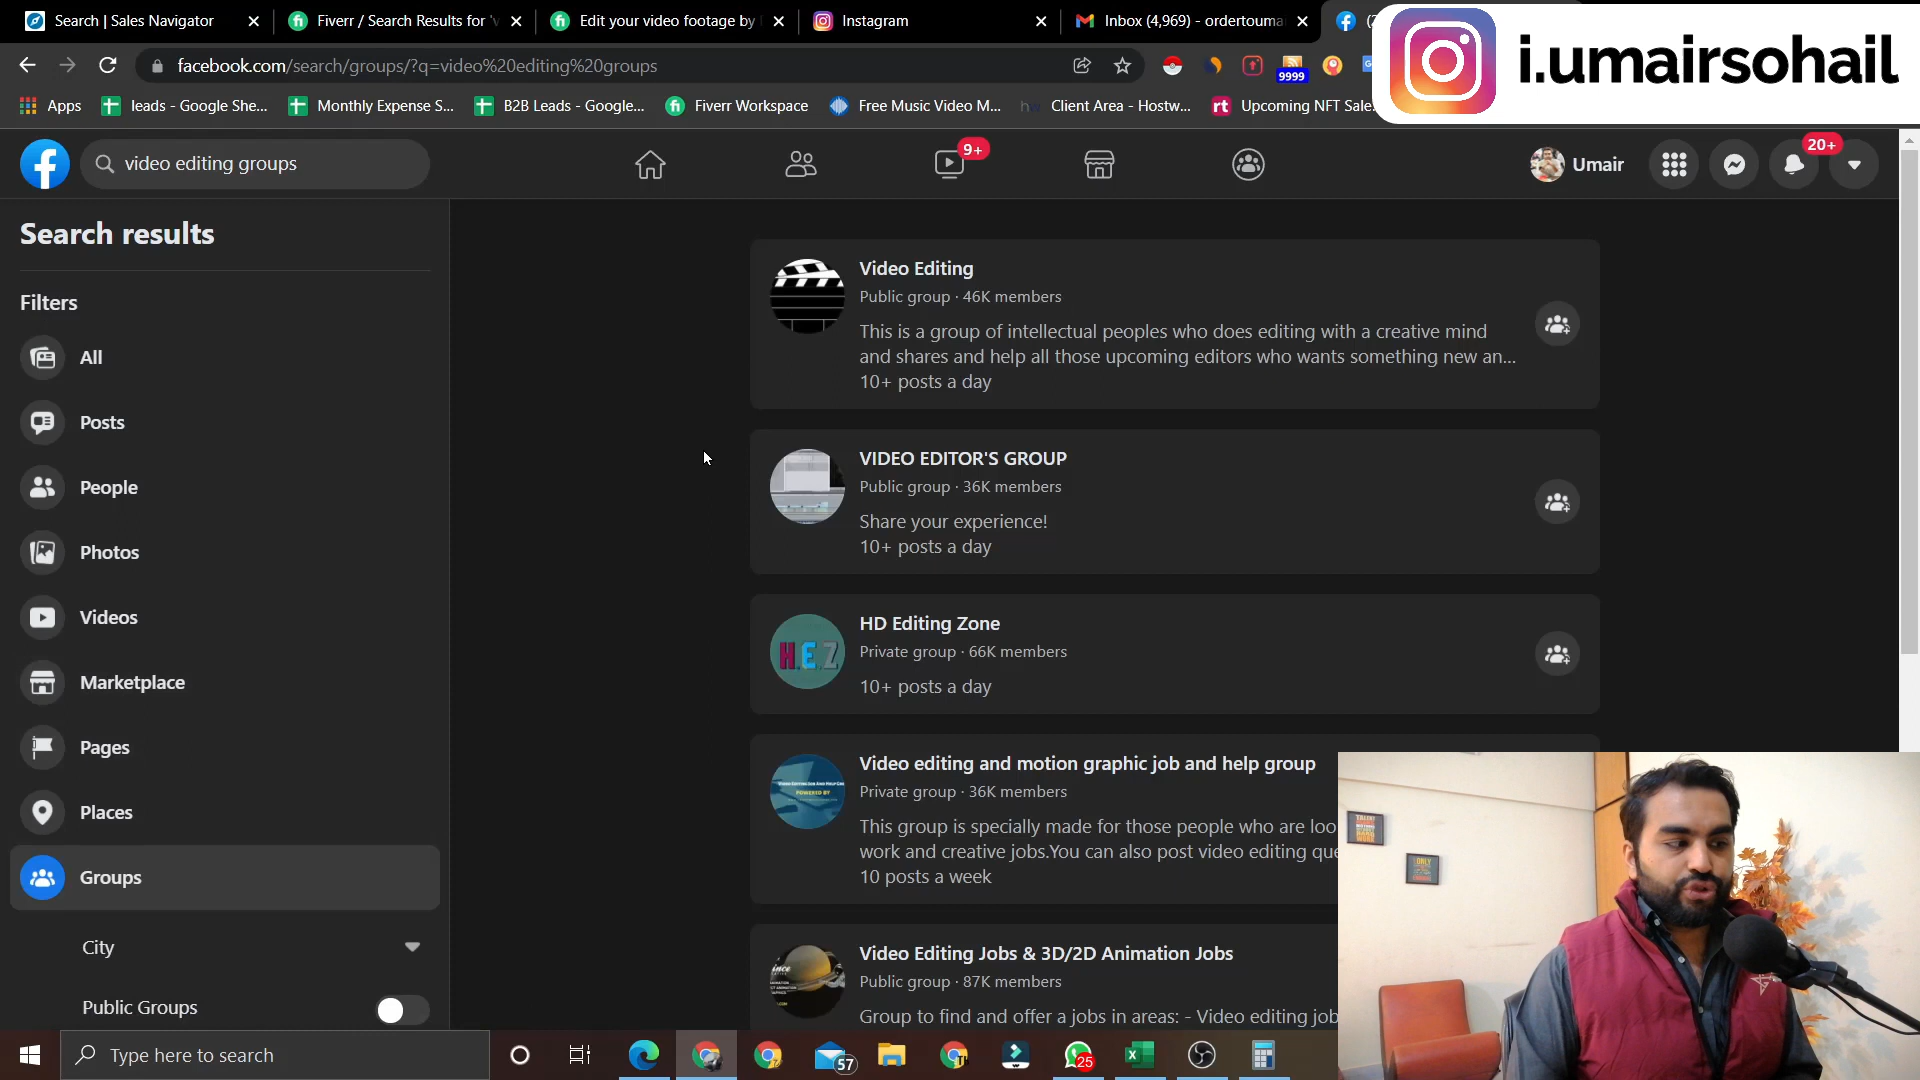 Search | Sales Navigator
Fiverr / Search Results for 'v
Edit your video footage by
Instagram
Inbox (4,969) - ordertouma
i.umairsohail
facebook.com/search/groups/?q=video%20editing%20groups
9999
Apps
leads - Google She...
Monthly Expense S...
B2B Leads - Google...
Fiverr Workspace
Free Music Video M...
Client Area - Hostw...
rt
Upcoming NFT Sale
video editing groups
9+
Umair
20+
Search results
Filters
All
Posts
People
Photos
Videos
Marketplace
Pages
Places
Groups
City
Public Groups
Video Editing
Public group · 46K members
This is a group of intellectual peoples who does editing with a creative mind
and shares and help all those upcoming editors who wants something new an...
10+ posts a day
VIDEO EDITOR'S GROUP
Public group · 36K members
Share your experience!
10+ posts a day
H.E.Z
HD Editing Zone
Private group · 66K members
10+ posts a day
Video editing and motion graphic job and help group
Private group · 36K members
This group is specially made for those people who are loo
work and creative jobs.You can also post video editing que
10 posts a week
POWERED BY
Video Editing Jobs & 3D/2D Animation Jobs
Public group · 87K members
Group to find and offer a jobs in areas: - Video editing job
Type here to search
57
25